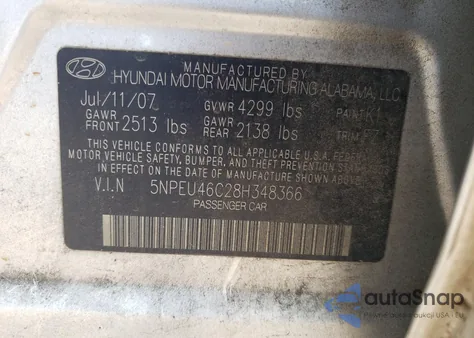 MANUFACTURED BY
HYUNDAI MOTOR MANUFACTURING ALABAMA, LLC
Jul/11/07 GVWR 4299 lbs PAINT
GAWR FRONT 2513 lbs GAWR REAR 2138 lbs TRIM
THIS VEHICLE CONFORMS TO ALL APPLICABLE U.S.A. FEDERAL
MOTOR VEHICLE SAFETY, BUMPER, AND THEFT PREVENTION
STANDARDS IN EFFECT ON THE DATE OF MANUFACTURE
V.I.N 5NPEU46C28H348366
PASSENGER CAR
autoSnap